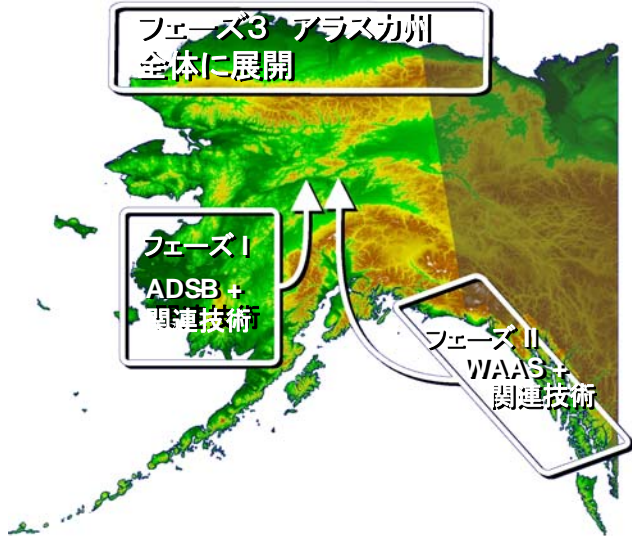 フェーズ3　アラスカ州
全体に展開
フェーズ I
ADSB +
関連技術
フェーズ II
WAAS +
関連技術